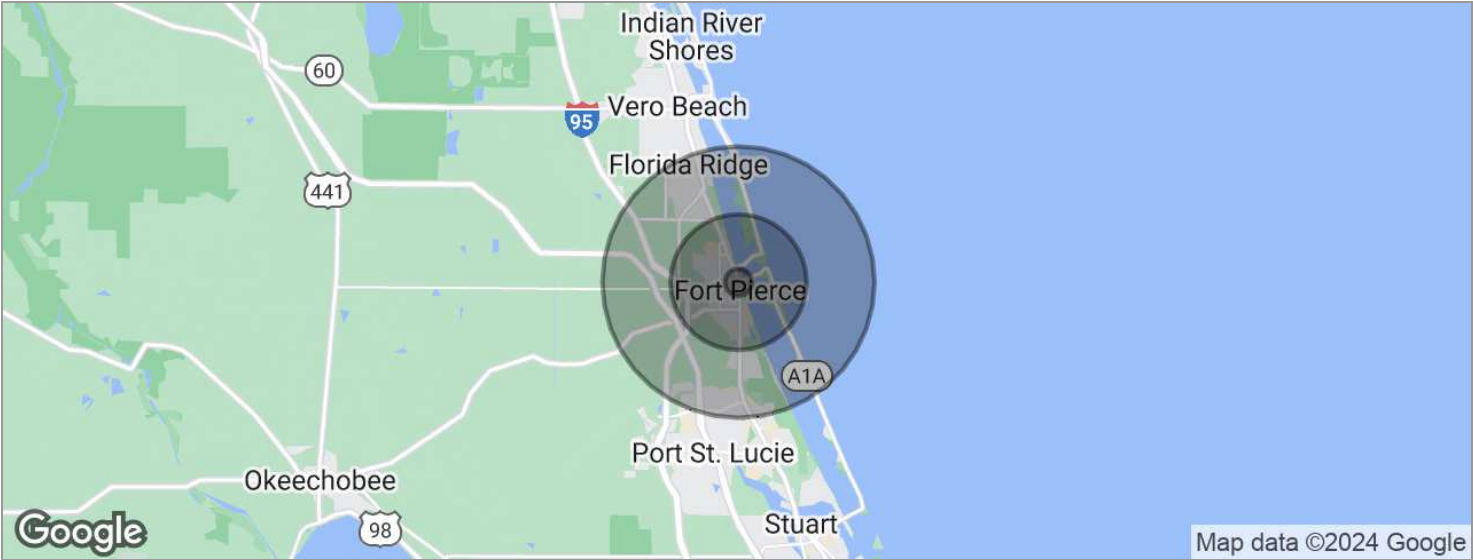 Indian River
Shores
60
Vero Beach
95
Florida Ridge
441
Fort Pierce
A1A
Port St. Lucie
Okeechobee
98
Stuart
Google
Map data ©2024 Google